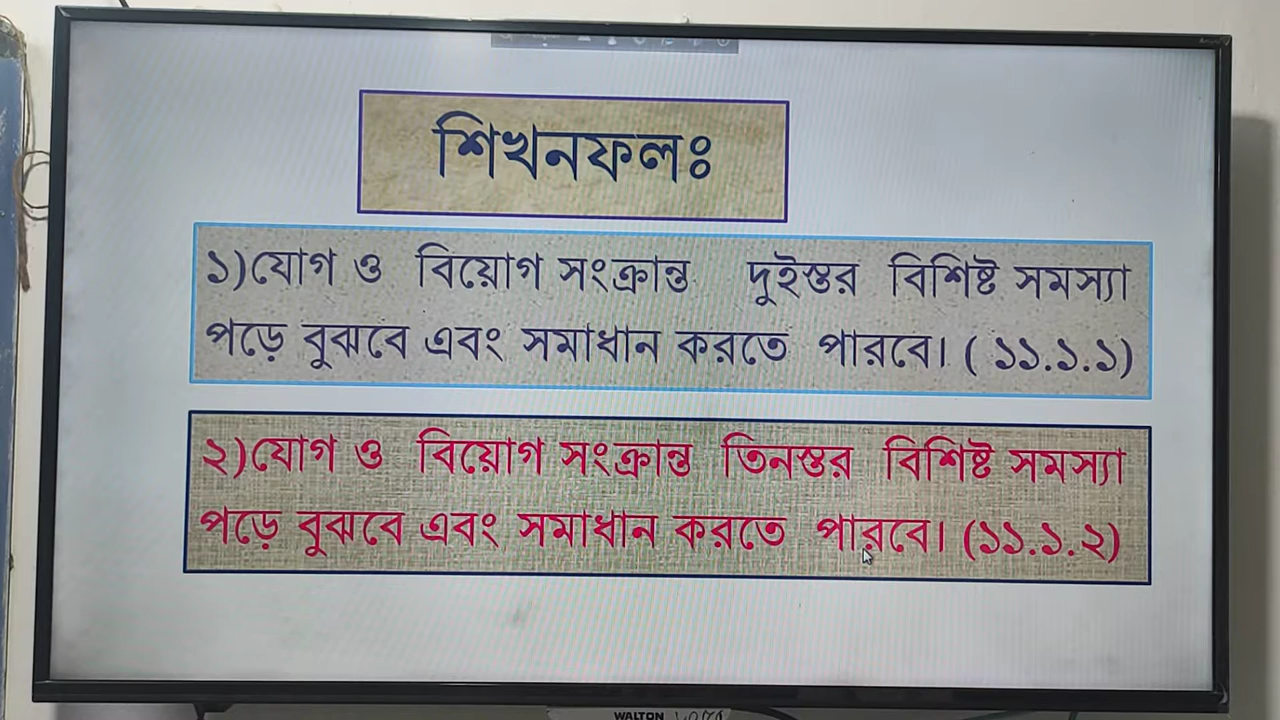 শিখনফলঃ
১)যোগ ও বিয়োগ সংক্রান্ত দুইস্তর বিশিষ্ট সমস্যা
পড়ে বুঝবে এবং সমাধান করতে পারবে। ( ১১.১.১)
২)যোগ ও বিয়োগ সংক্রান্ত তিনস্তর বিশিষ্ট সমস্যা
পড়ে বুঝবে এবং সমাধান করতে পারবে। (১১.১.২)
WALTON